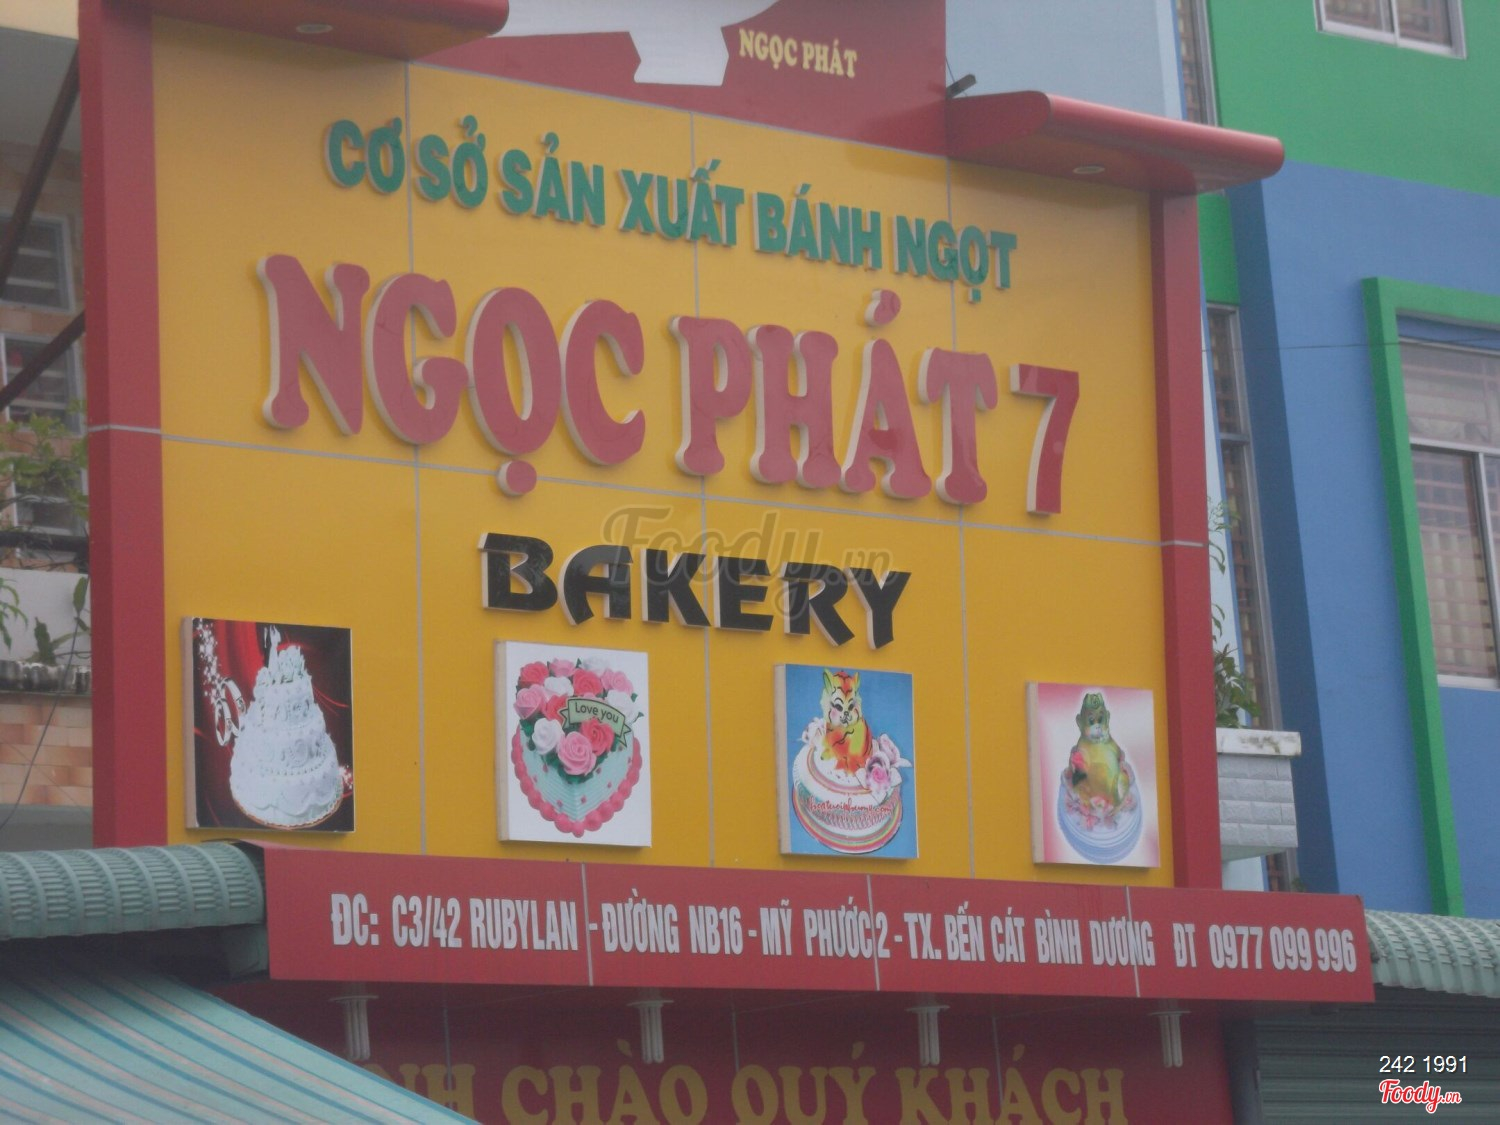 NGỌC PHÁT
CƠ SỞ SẢN XUẤT BÁNH NGỌT
NGỌC PHÁT 7
BAKERY
Foody.vn
Love you
ĐC: C3/42 RUBYLAN - ĐƯỜNG NB16 - MỸ PHƯỚC 2 - TX. BẾN CÁT BÌNH DƯƠNG ĐT 0977 099 996
CHÀO QUÝ KHÁCH
242 1991
Foody.vn